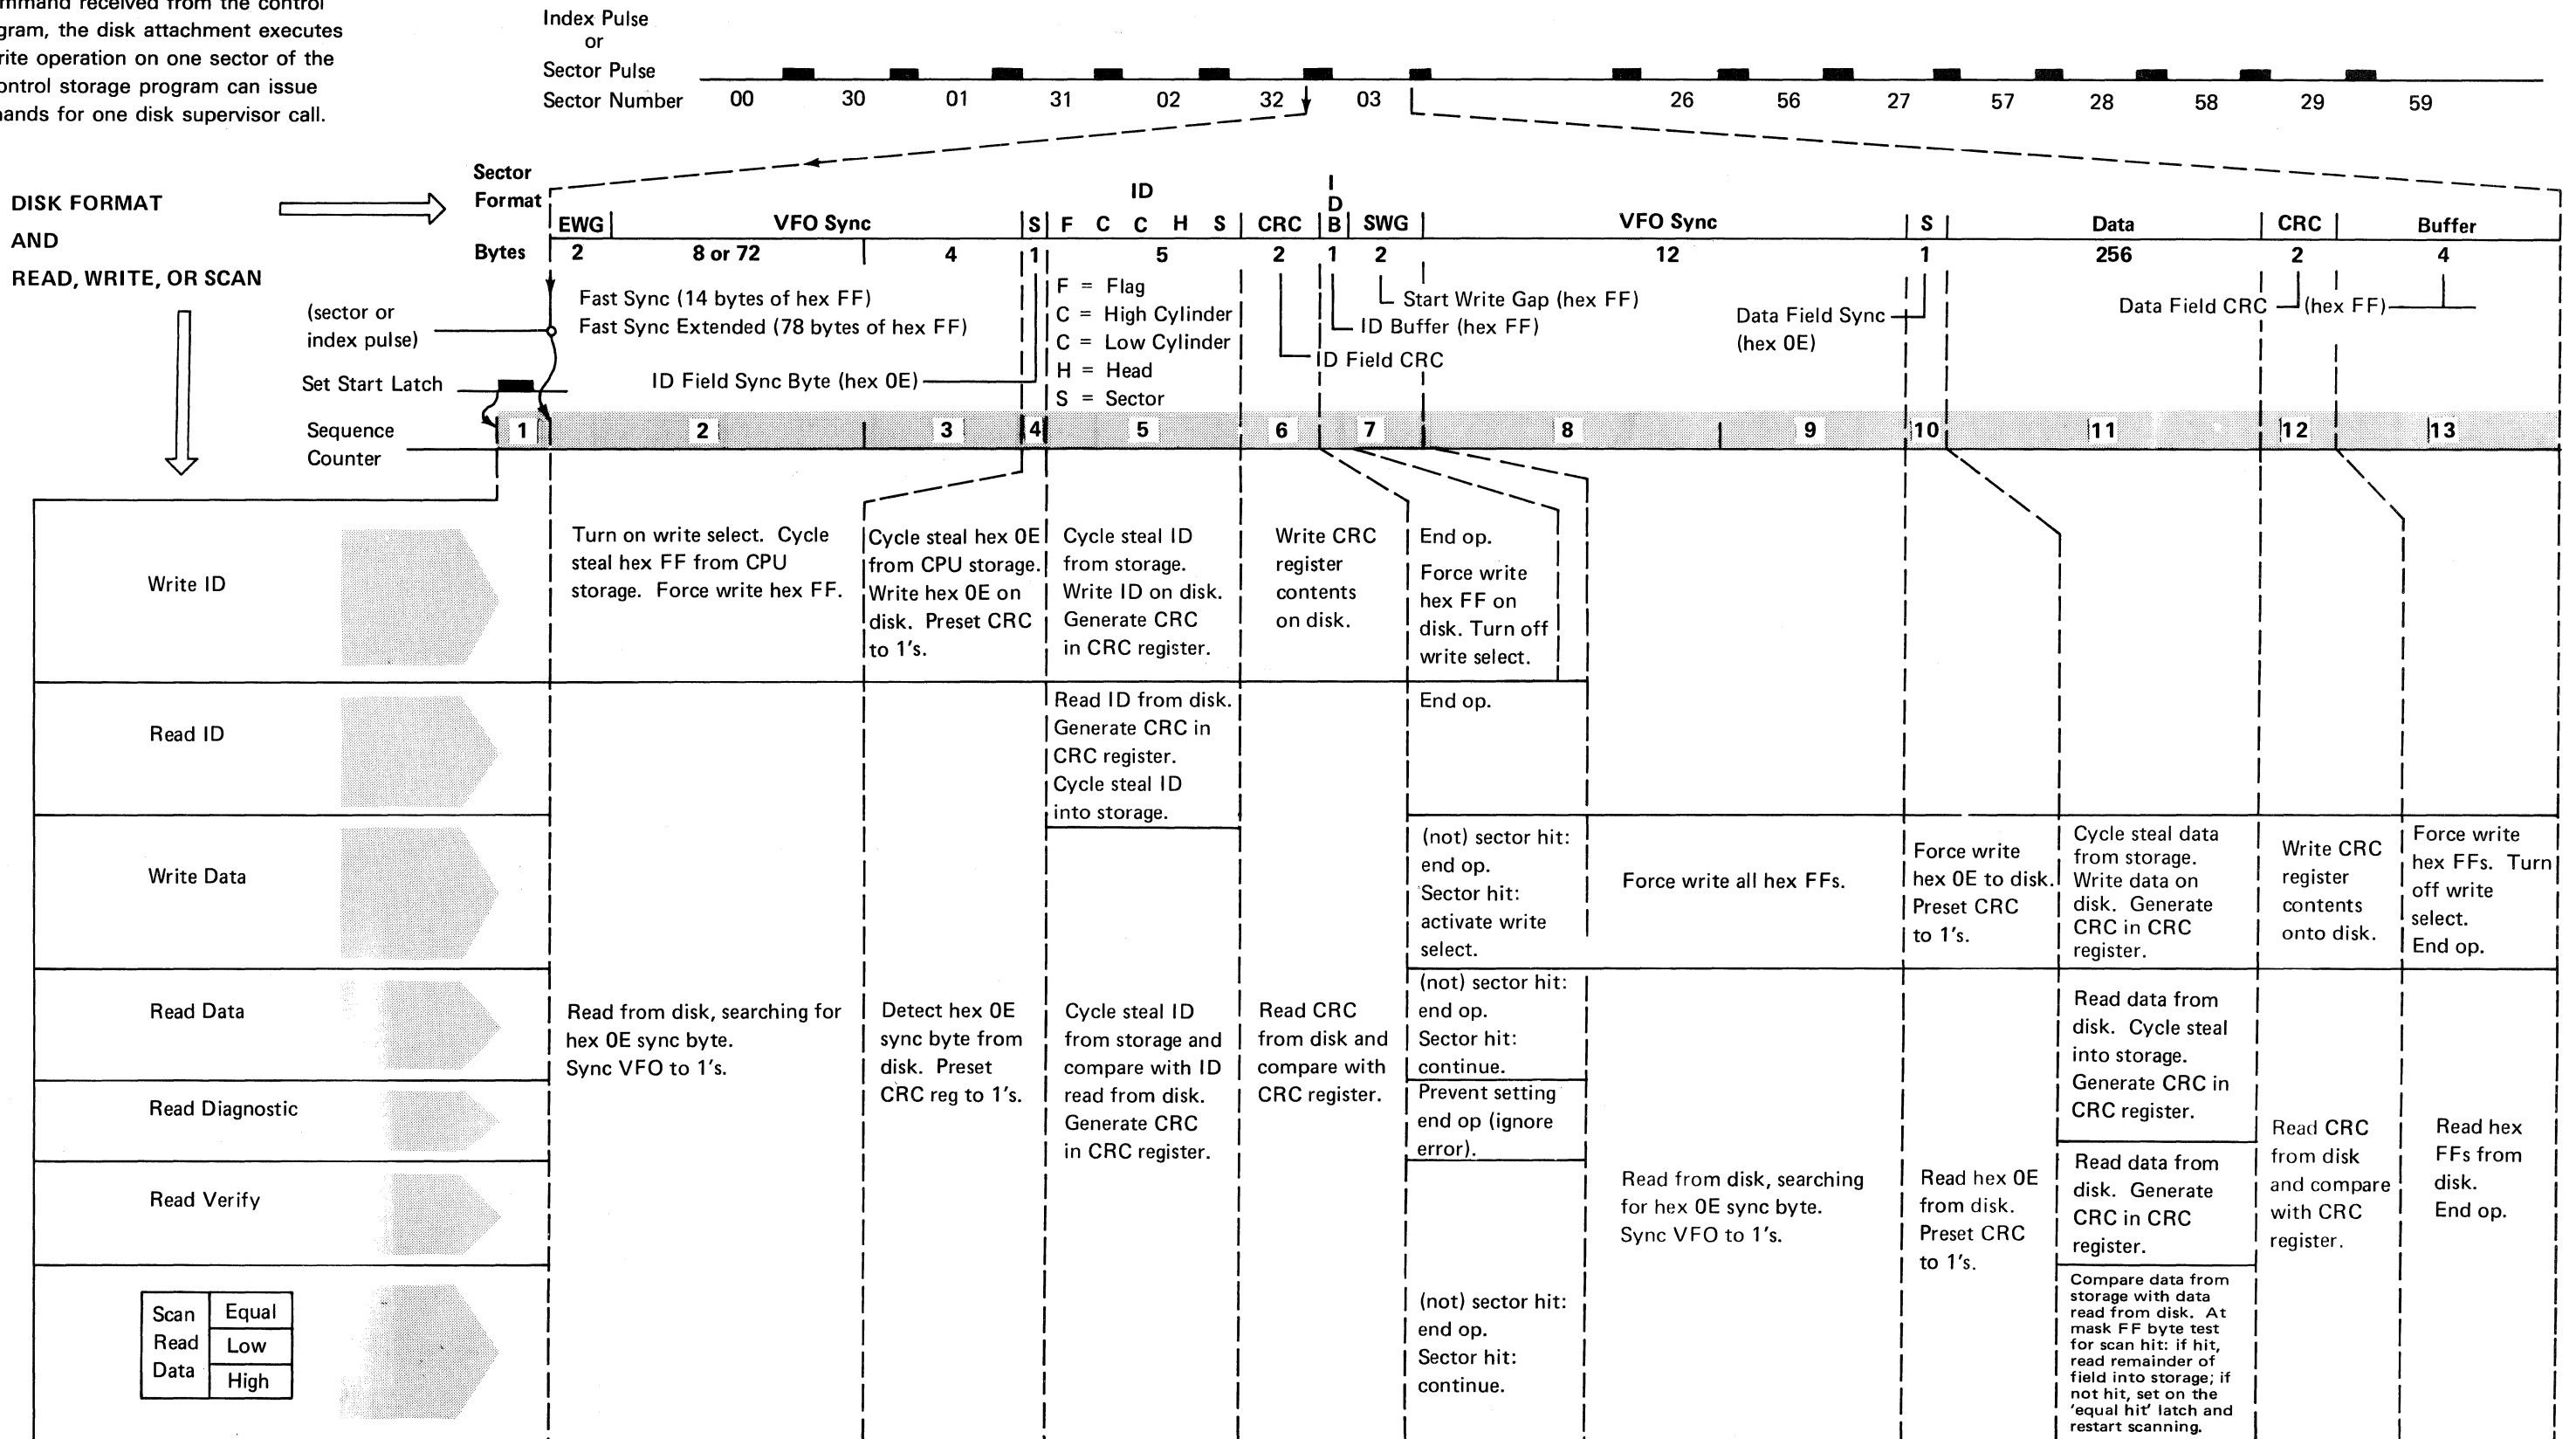 mmand received from the control
gram, the disk attachment executes
rite operation on one sector of the
ontrol storage program can issue
ands for one disk supervisor call.
Index Pulse
or
Sector Pulse
Sector Number 00 30 01 31 02 32 03 26 56 27 57 28 58 29 59
DISK FORMAT
AND
READ, WRITE, OR SCAN
Sector
Format
ID
I
D
EWG VFO Sync S F C C H S CRC B SWG VFO Sync S Data CRC Buffer
Bytes 2 8 or 72 4 1 5 2 1 2 12 1 256 2 4
(sector or
index pulse)
Fast Sync (14 bytes of hex FF)
Fast Sync Extended (78 bytes of hex FF)
ID Field Sync Byte (hex 0E)
F = Flag
C = High Cylinder
C = Low Cylinder
H = Head
S = Sector
Start Write Gap (hex FF)
ID Buffer (hex FF)
ID Field CRC
Data Field Sync
(hex 0E)
Data Field CRC
(hex FF)
Set Start Latch
Sequence
Counter
1 2 3 4 5 6 7 8 9 10 11 12 13
Write ID
Turn on write select. Cycle
steal hex FF from CPU
storage. Force write hex FF.
Cycle steal hex 0E
from CPU storage.
Write hex 0E on
disk. Preset CRC
to 1's.
Cycle steal ID
from storage.
Write ID on disk.
Generate CRC
in CRC register.
Write CRC
register
contents
on disk.
End op.
Force write
hex FF on
disk. Turn off
write select.
Read ID
Read ID from disk.
Generate CRC in
CRC register.
Cycle steal ID
into storage.
End op.
Write Data
(not) sector hit:
end op.
Sector hit:
activate write
select.
Force write all hex FFs.
Force write
hex 0E to disk.
Preset CRC
to 1's.
Cycle steal data
from storage.
Write data on
disk. Generate
CRC in CRC
register.
Write CRC
register
contents
onto disk.
Force write
hex FFs. Turn
off write
select.
End op.
Read Data
Read from disk, searching for
hex 0E sync byte.
Sync VFO to 1's.
Detect hex 0E
sync byte from
disk. Preset
CRC reg to 1's.
Cycle steal ID
from storage and
compare with ID
read from disk.
Generate CRC
in CRC register.
Read CRC
from disk and
compare with
CRC register.
(not) sector hit:
end op.
Sector hit:
continue.
Read data from
disk. Cycle steal
into storage.
Generate CRC in
CRC register.
Read Diagnostic
Prevent setting
end op (ignore
error).
Read Verify
Read from disk, searching
for hex 0E sync byte.
Sync VFO to 1's.
Read hex 0E
from disk.
Preset CRC
to 1's.
Read data from
disk. Generate
CRC in CRC
register.
Read CRC
from disk
and compare
with CRC
register.
Read hex
FFs from
disk.
End op.
Scan
Read
Data
Equal
Low
High
(not) sector hit:
end op.
Sector hit:
continue.
Compare data from
storage with data
read from disk. At
mask FF byte test
for scan hit: if hit,
read remainder of
field into storage; if
not hit, set on the
'equal hit' latch and
restart scanning.